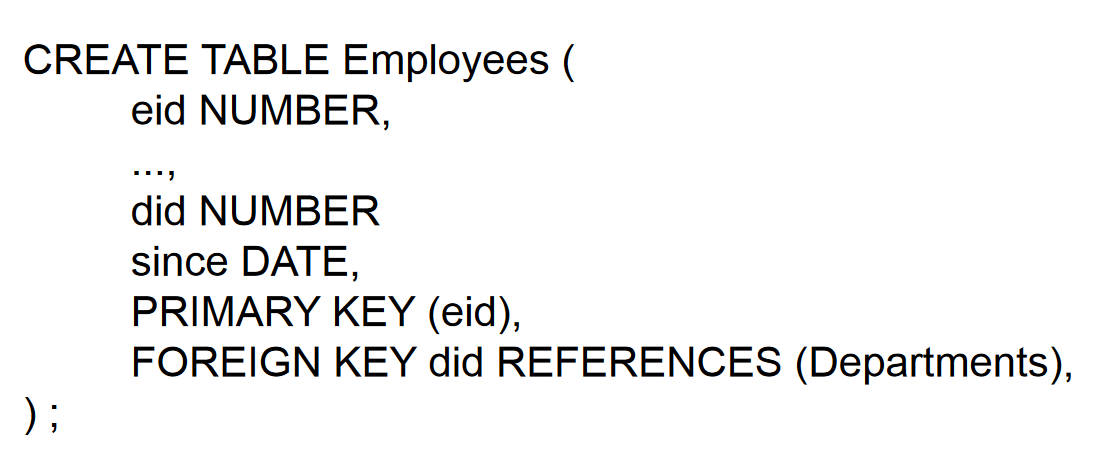 CREATE TABLE Employees (
eid NUMBER,
...,
did NUMBER
since DATE,
PRIMARY KEY (eid),
FOREIGN KEY did REFERENCES (Departments),
) ;